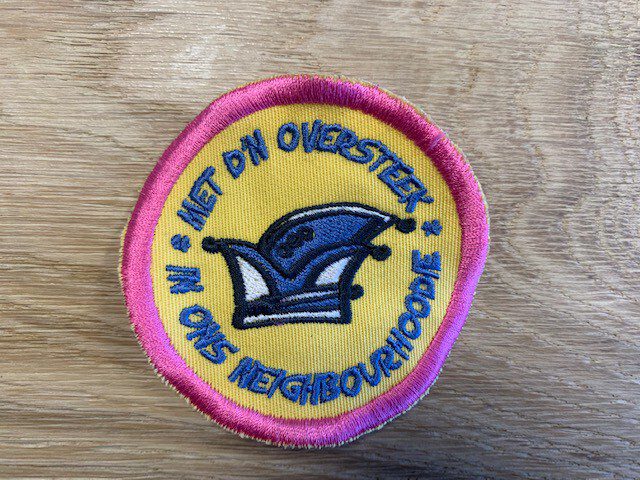 MET D'N OVERSTEEK
IN ONS NEIGHBOURHOODIE